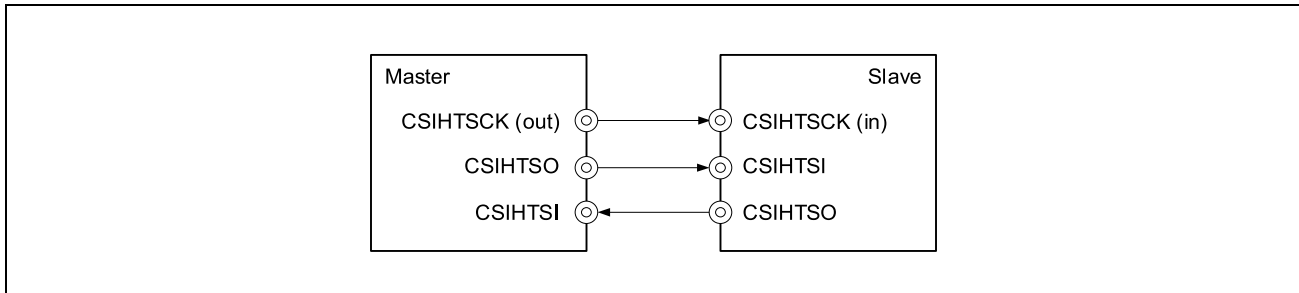 Master
Slave
CSIHTSCK (out)
CSIHTSCK (in)
CSIHTSO
CSIHTSI
CSIHTSI
CSIHTSO